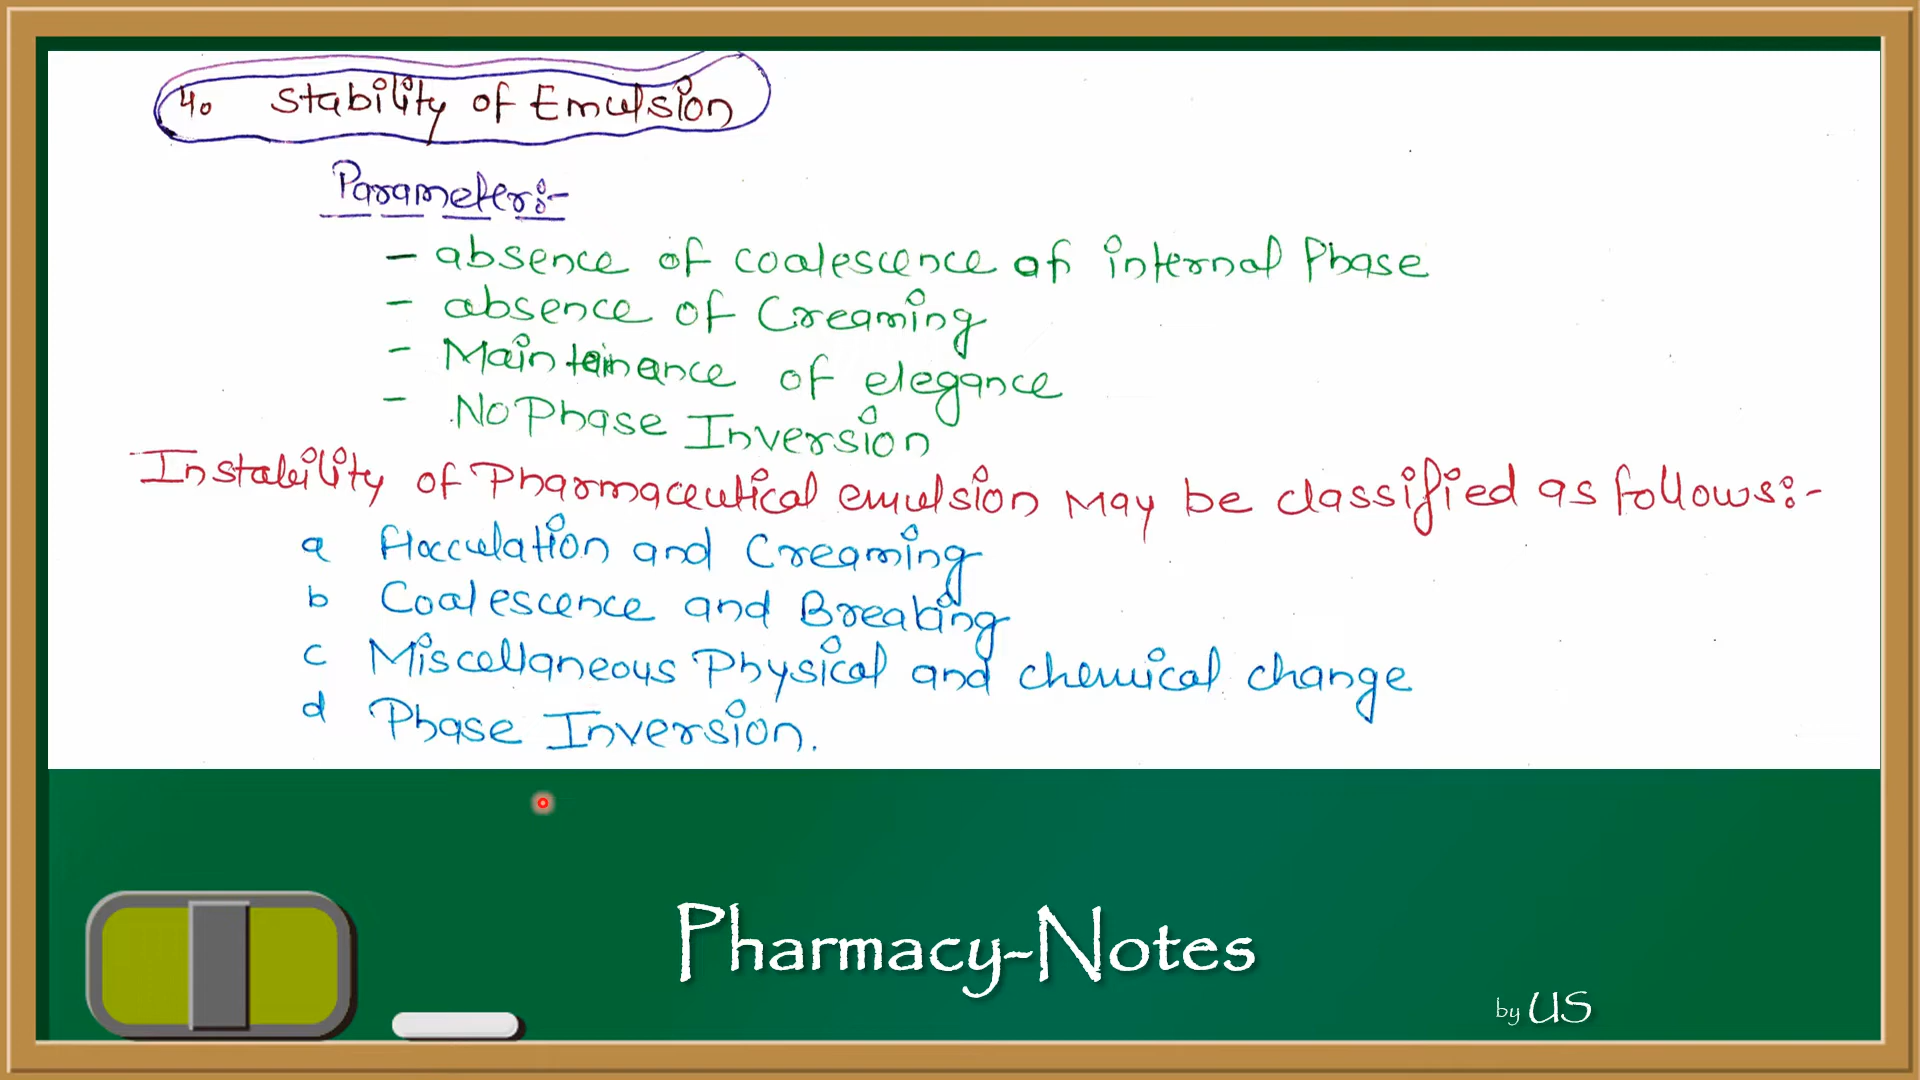 4. Stability of Emulsion
Parameter:-
- absence of coalescence of internal Phase
- absence of Creaming
- Maintainance of elegance
- No Phase Inversion
Instability of Pharmaceutical emulsion May be classified as follows:-
a Flocculation and Creaming
b Coalescence and Breaking
c Miscellaneous Physical and chemical change
d Phase Inversion.
Pharmacy-Notes
by US